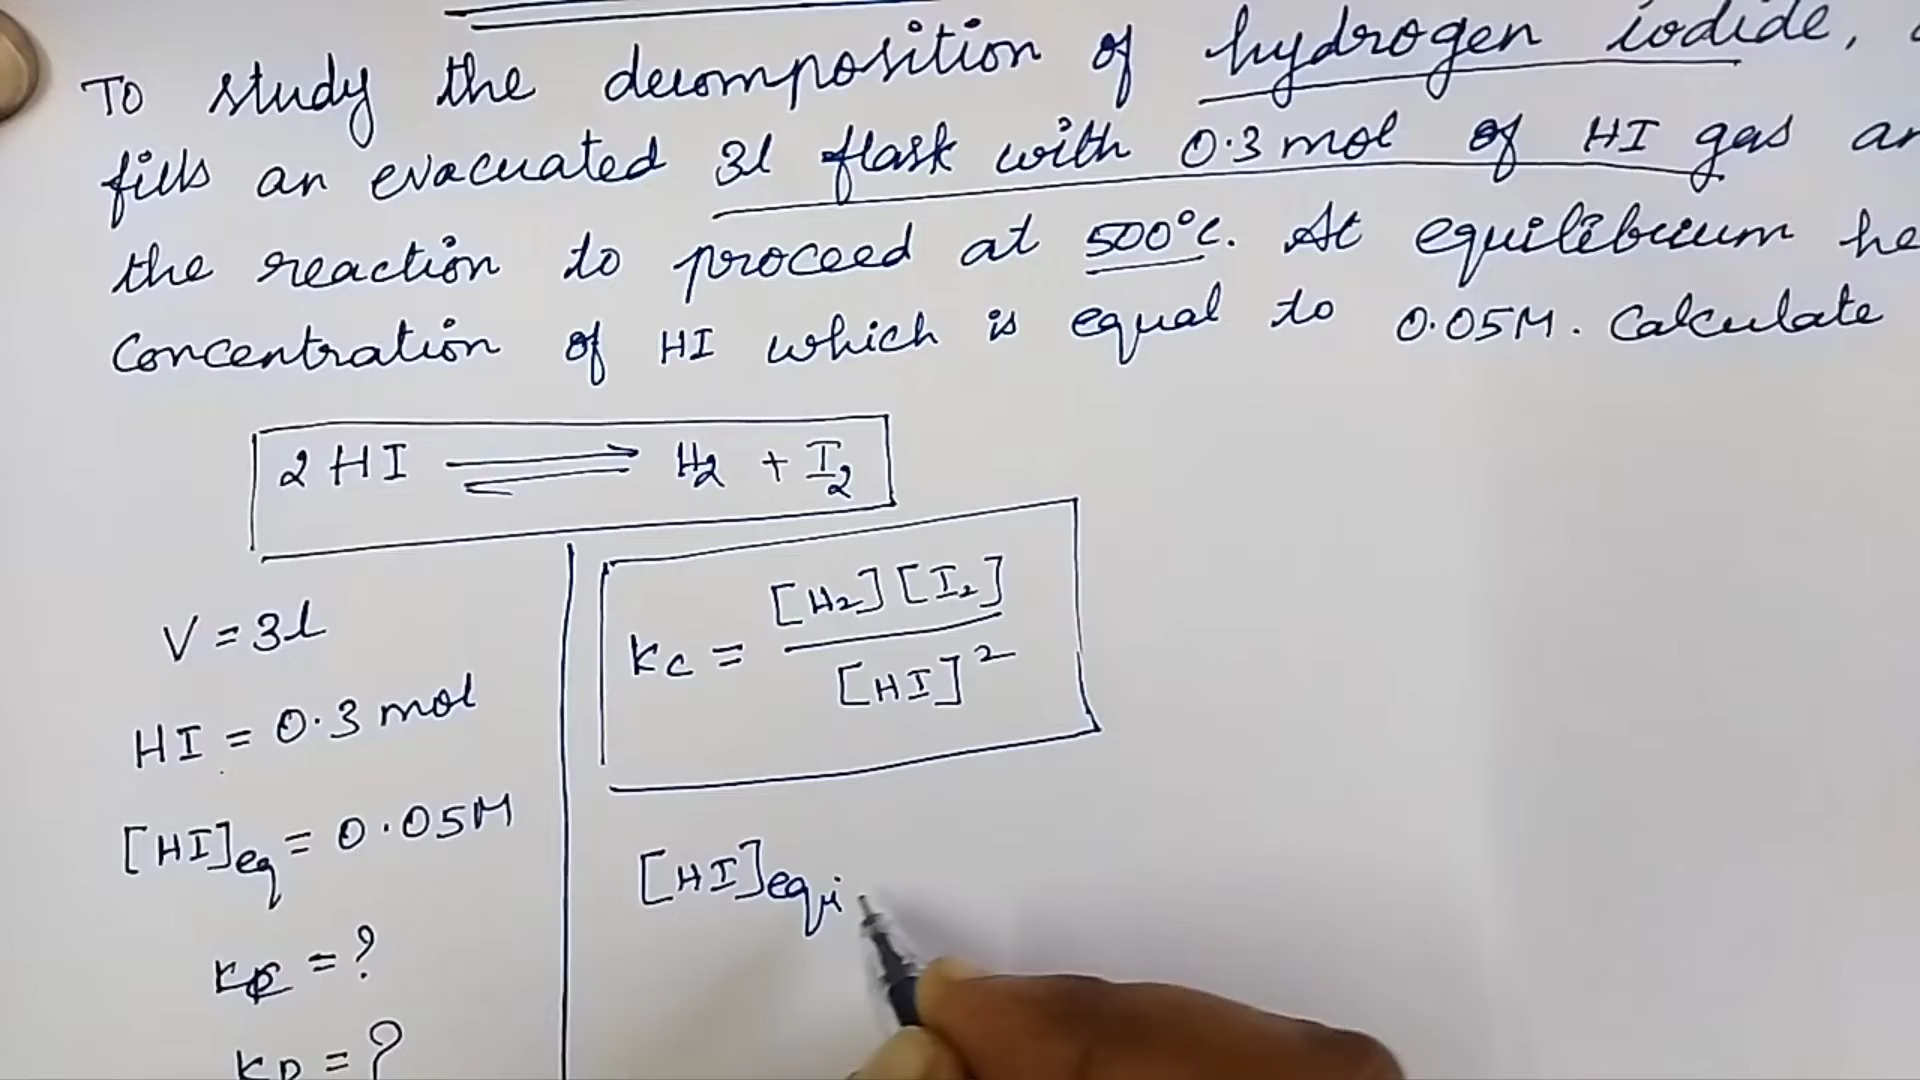 To study the decomposition of hydrogen iodide,
fills an evacuated 3l flask with 0.3 mol of HI gas
the reaction to proceed at 500°C. At equilibrium he
Concentration of HI which is equal to 0.05M. Calculate
2HI ⇌ H₂ + I₂
V = 3l
HI = 0.3 mol
[HI]eq = 0.05M
= ?
KP = ?
Kc = [H₂][I₂] / [HI]²
[HI]equi